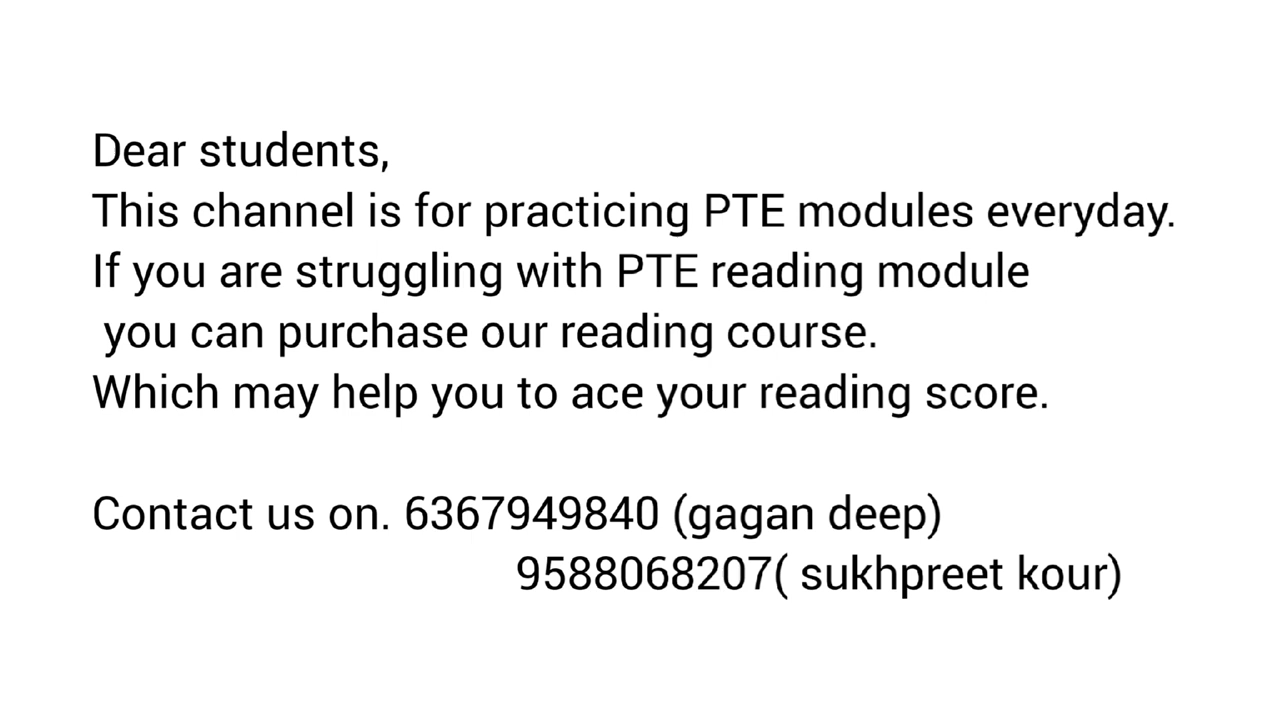 Dear students,
This channel is for practicing PTE modules everyday.
If you are struggling with PTE reading module
you can purchase our reading course.
Which may help you to ace your reading score.
Contact us on. 6367949840 (gagan deep)
9588068207( sukhpreet kour)